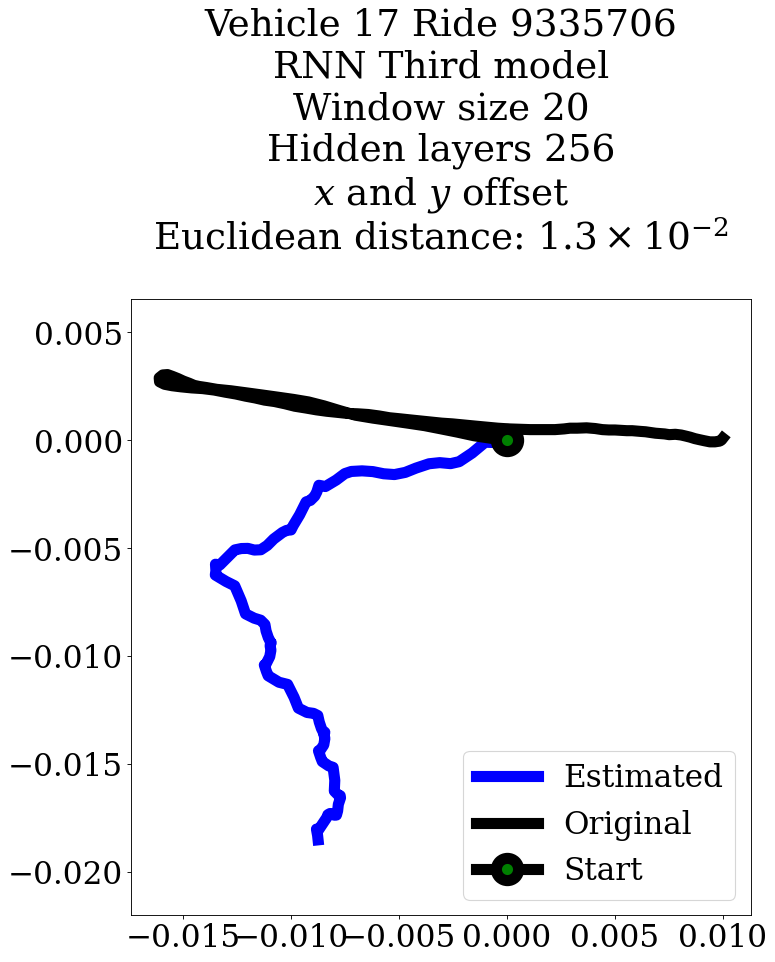 Vehicle 17 Ride 9335706
RNN Third model
Window size 20
Hidden layers 256
x and y offset
Euclidean distance: 1.3 × 10⁻²
0.005
0.000
−0.005
−0.010
−0.015
−0.020
Estimated
Original
Start
−0.015 −0.010 −0.005 0.000 0.005 0.010